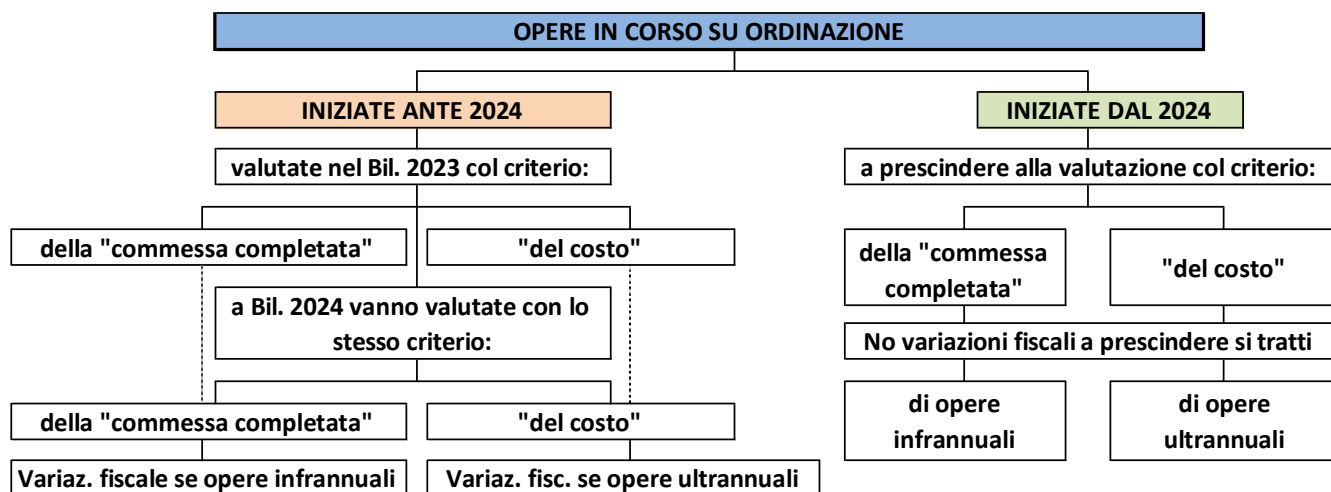 OPERE IN CORSO SU ORDINAZIONE
INIZIATE ANTE 2024
valutate nel Bil. 2023 col criterio:
della "commessa completata"
"del costo"
a Bil. 2024 vanno valutate con lo
stesso criterio:
della "commessa completata"
"del costo"
Variaz. fiscale se opere infrannuali
Variaz. fisc. se opere ultrannuali
INIZIATE DAL 2024
a prescindere alla valutazione col criterio:
della "commessa
completata"
"del costo"
No variazioni fiscali a prescindere si tratti
di opere
infrannuali
di opere
ultrannuali